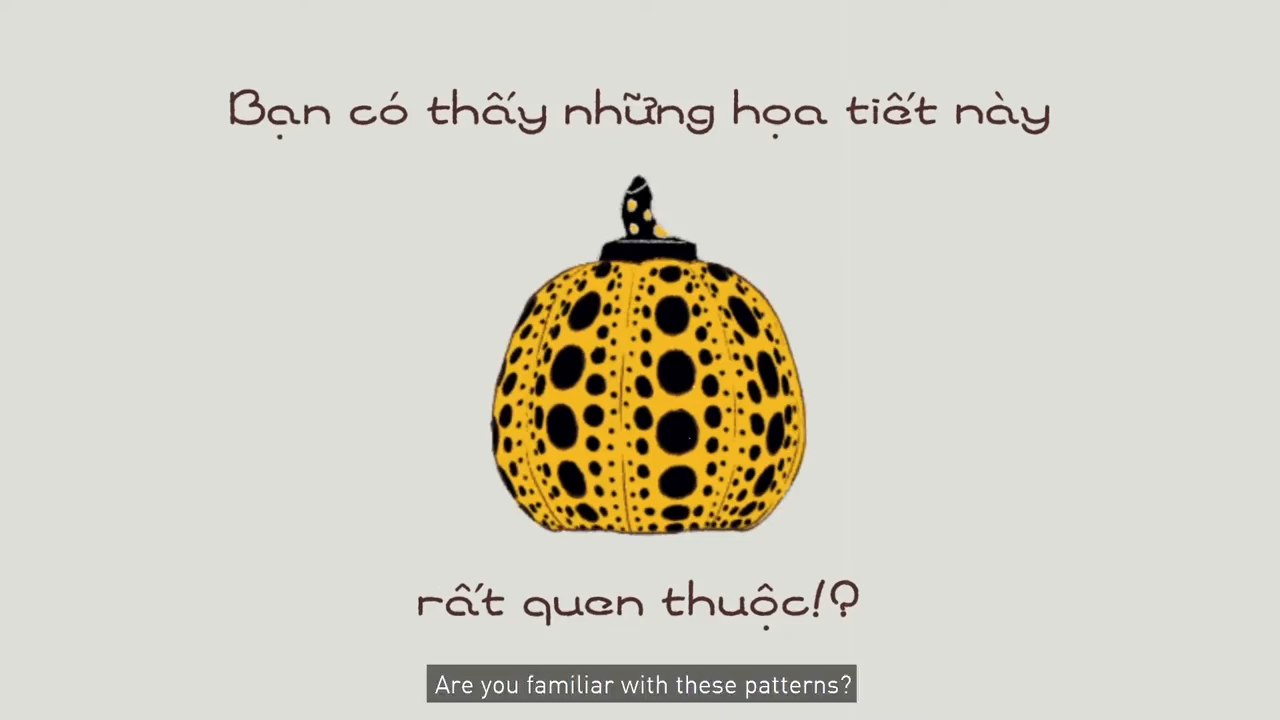 Bạn có thấy những họa tiết này
rất quen thuộc!?
Are you familiar with these patterns?